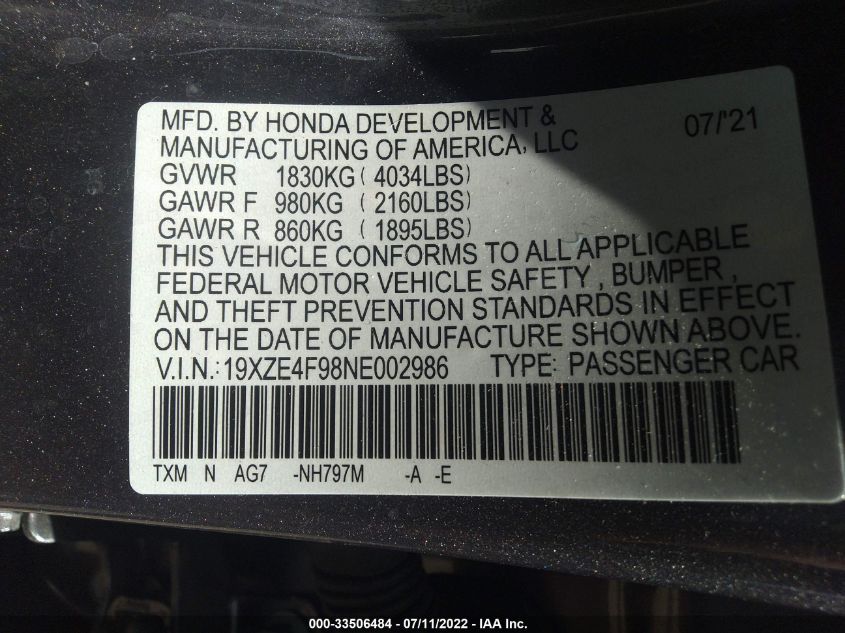 MFD. BY HONDA DEVELOPMENT & 07/'21
MANUFACTURING OF AMERICA, LLC
GVWR 1830KG ( 4034LBS)
GAWR F 980KG ( 2160LBS)
GAWR R 860KG ( 1895LBS)
THIS VEHICLE CONFORMS TO ALL APPLICABLE
FEDERAL MOTOR VEHICLE SAFETY , BUMPER ,
AND THEFT PREVENTION STANDARDS IN EFFECT
ON THE DATE OF MANUFACTURE SHOWN ABOVE.
V.I.N.:19XZE4F98NE002986 TYPE: PASSENGER CAR
TXM N AG7 -NH797M -A -E
000-33506484 - 07/11/2022 - IAA Inc.